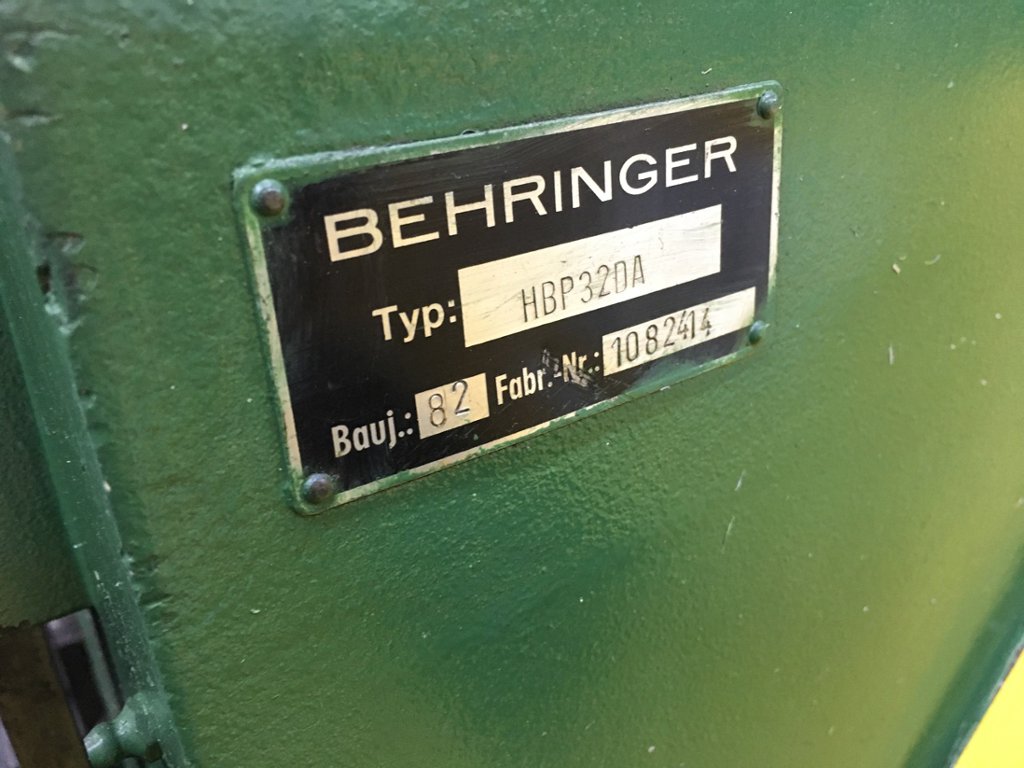 BEHRINGER
Typ: HBP32DA
Bauj.: 82 Fabr.-Nr.: 1082414